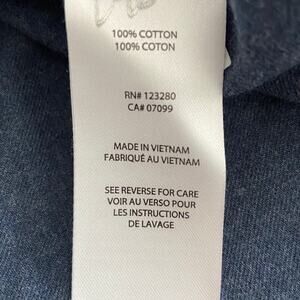 100% COTTON
100% COTON
RN# 123280
CA# 07099
MADE IN VIETNAM
FABRIQUÉ AU VIETNAM
SEE REVERSE FOR CARE
VOIR AU VERSO POUR
LES INSTRUCTIONS
DE LAVAGE